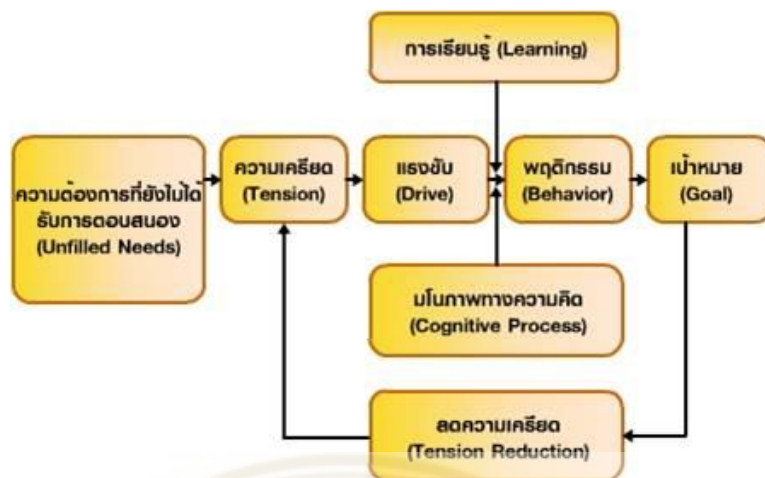 การเรียนรู้ (Learning)
ความต้องการที่ยังไม่ได้
รับการตอบสนอง
(Unfilled Needs)
ความเครียด
(Tension)
แรงขับ
(Drive)
พฤติกรรม
(Behavior)
เป้าหมาย
(Goal)
มโนภาพทางความคิด
(Cognitive Process)
ลดความเครียด
(Tension Reduction)